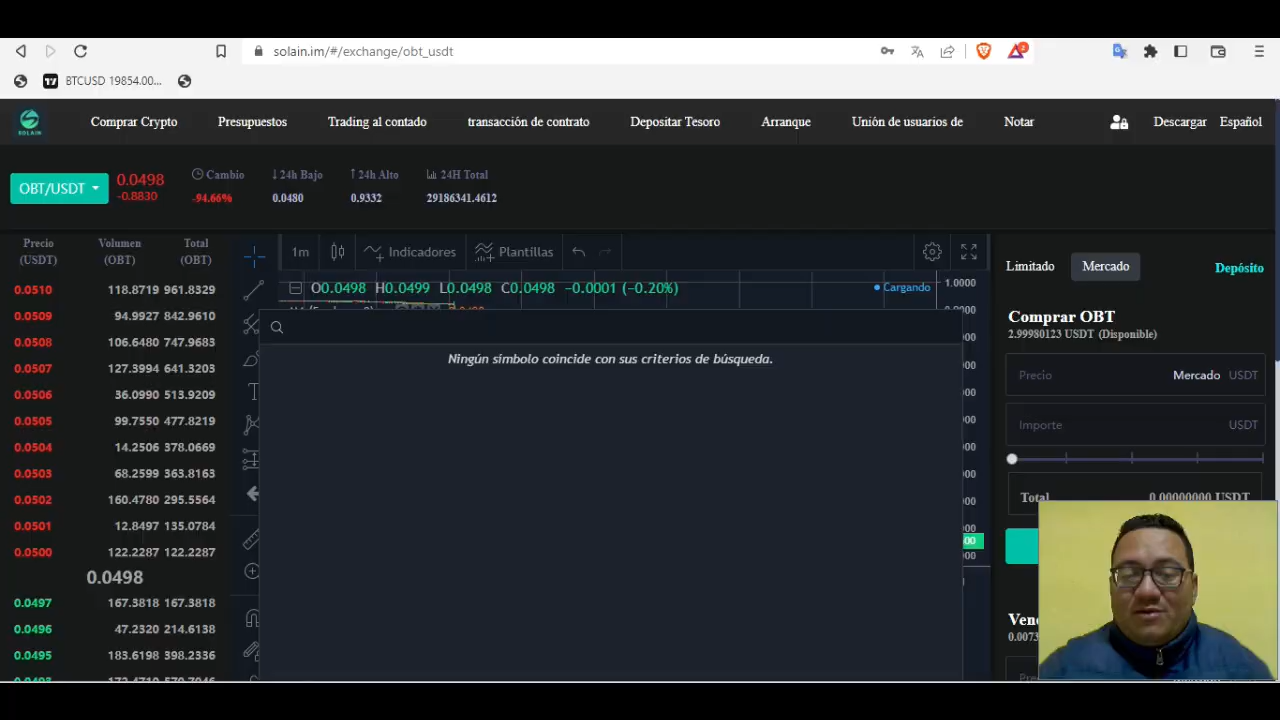 solain.im/#/exchange/obt_usdt
2
17 BTCUSD 19854.00...
SOLAIN
Comprar Crypto Presupuestos Trading al contado transacción de contrato Depositar Tesoro Arranque Unión de usuarios de Notar Descargar Español
OBT/USDT 0.0498 -0.8830
Cambio 24h Bajo 24h Alto 24H Total
-94.66% 0.0480 0.9332 29186341.4612
Precio Volumen Total
(USDT) (OBT) (OBT)
0.0510 118.8719 961.8329
0.0509 94.9927 842.9610
0.0508 106.6480 747.9683
0.0507 127.3994 641.3203
0.0506 36.0990 513.9209
0.0505 99.7550 477.8219
0.0504 14.2506 378.0669
0.0503 68.2599 363.8163
0.0502 160.4780 295.5564
0.0501 12.8497 135.0784
0.0500 122.2287 122.2287
0.0498
0.0497 167.3818 167.3818
0.0496 47.2320 214.6138
0.0495 183.6198 398.2336
1m Indicadores Plantillas
O0.0498 H0.0499 L0.0498 C0.0498 −0.0001 (−0.20%)
Cargando
1.0000
Ningún símbolo coincide con sus criterios de búsqueda.
Limitado Mercado Depósito
Comprar OBT
2.99980123 USDT (Disponible)
Precio Mercado USDT
Importe USDT
Total 0.00000000 USDT